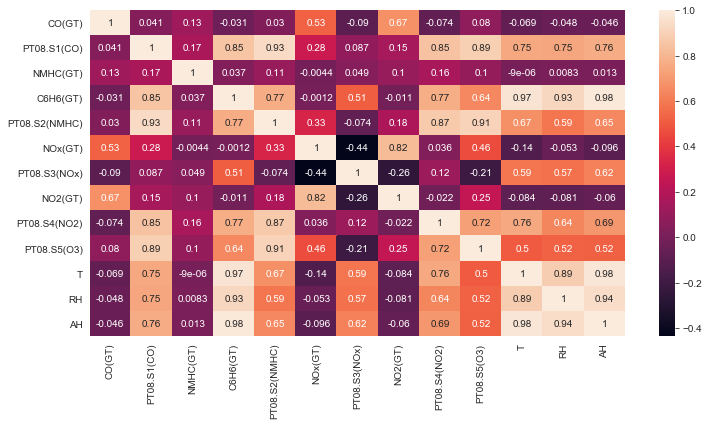 CO(GT) 1 0.041 0.13 -0.031 0.03 0.53 -0.09 0.67 -0.074 0.08 -0.069 -0.048 -0.046
PT08.S1(CO) 0.041 1 0.17 0.85 0.93 0.28 0.087 0.15 0.85 0.89 0.75 0.75 0.76
NMHC(GT) 0.13 0.17 1 0.037 0.11 -0.0044 0.049 0.1 0.16 0.1 -9e-06 0.0083 0.013
C6H6(GT) -0.031 0.85 0.037 1 0.77 -0.0012 0.51 -0.011 0.77 0.64 0.97 0.93 0.98
PT08.S2(NMHC) 0.03 0.93 0.11 0.77 1 0.33 -0.074 0.18 0.87 0.91 0.67 0.59 0.65
NOx(GT) 0.53 0.28 -0.0044 -0.0012 0.33 1 -0.44 0.82 0.036 0.46 -0.14 -0.053 -0.096
PT08.S3(NOx) -0.09 0.087 0.049 0.51 -0.074 -0.44 1 -0.26 0.12 -0.21 0.59 0.57 0.62
NO2(GT) 0.67 0.15 0.1 -0.011 0.18 0.82 -0.26 1 -0.022 0.25 -0.084 -0.081 -0.06
PT08.S4(NO2) -0.074 0.85 0.16 0.77 0.87 0.036 0.12 -0.022 1 0.72 0.76 0.64 0.69
PT08.S5(O3) 0.08 0.89 0.1 0.64 0.91 0.46 -0.21 0.25 0.72 1 0.5 0.52 0.52
T -0.069 0.75 -9e-06 0.97 0.67 -0.14 0.59 -0.084 0.76 0.5 1 0.89 0.98
RH -0.048 0.75 0.0083 0.93 0.59 -0.053 0.57 -0.081 0.64 0.52 0.89 1 0.94
AH -0.046 0.76 0.013 0.98 0.65 -0.096 0.62 -0.06 0.69 0.52 0.98 0.94 1
CO(GT) PT08.S1(CO) NMHC(GT) C6H6(GT) PT08.S2(NMHC) NOx(GT) PT08.S3(NOx) NO2(GT) PT08.S4(NO2) PT08.S5(O3) T RH AH
1.0
0.8
0.6
0.4
0.2
0.0
-0.2
-0.4